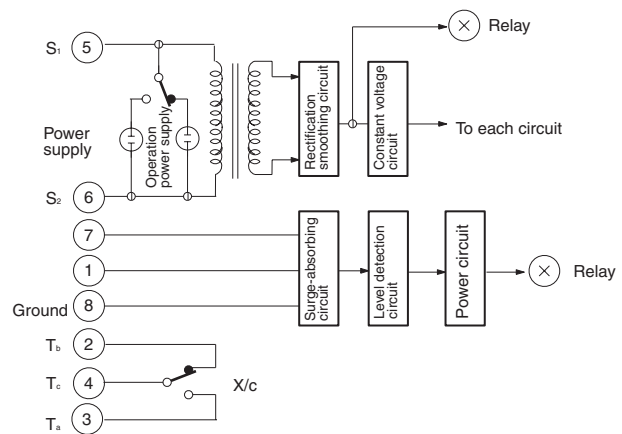 S₁ 5
Relay
Operation
power supply
Power
supply
Rectification
smoothing circuit
Constant voltage
circuit
To each circuit
S₂ 6
7
1
Ground 8
Surge-absorbing
circuit
Level detection
circuit
Power circuit
Relay
Tb 2
Tc 4
X/c
Ta 3